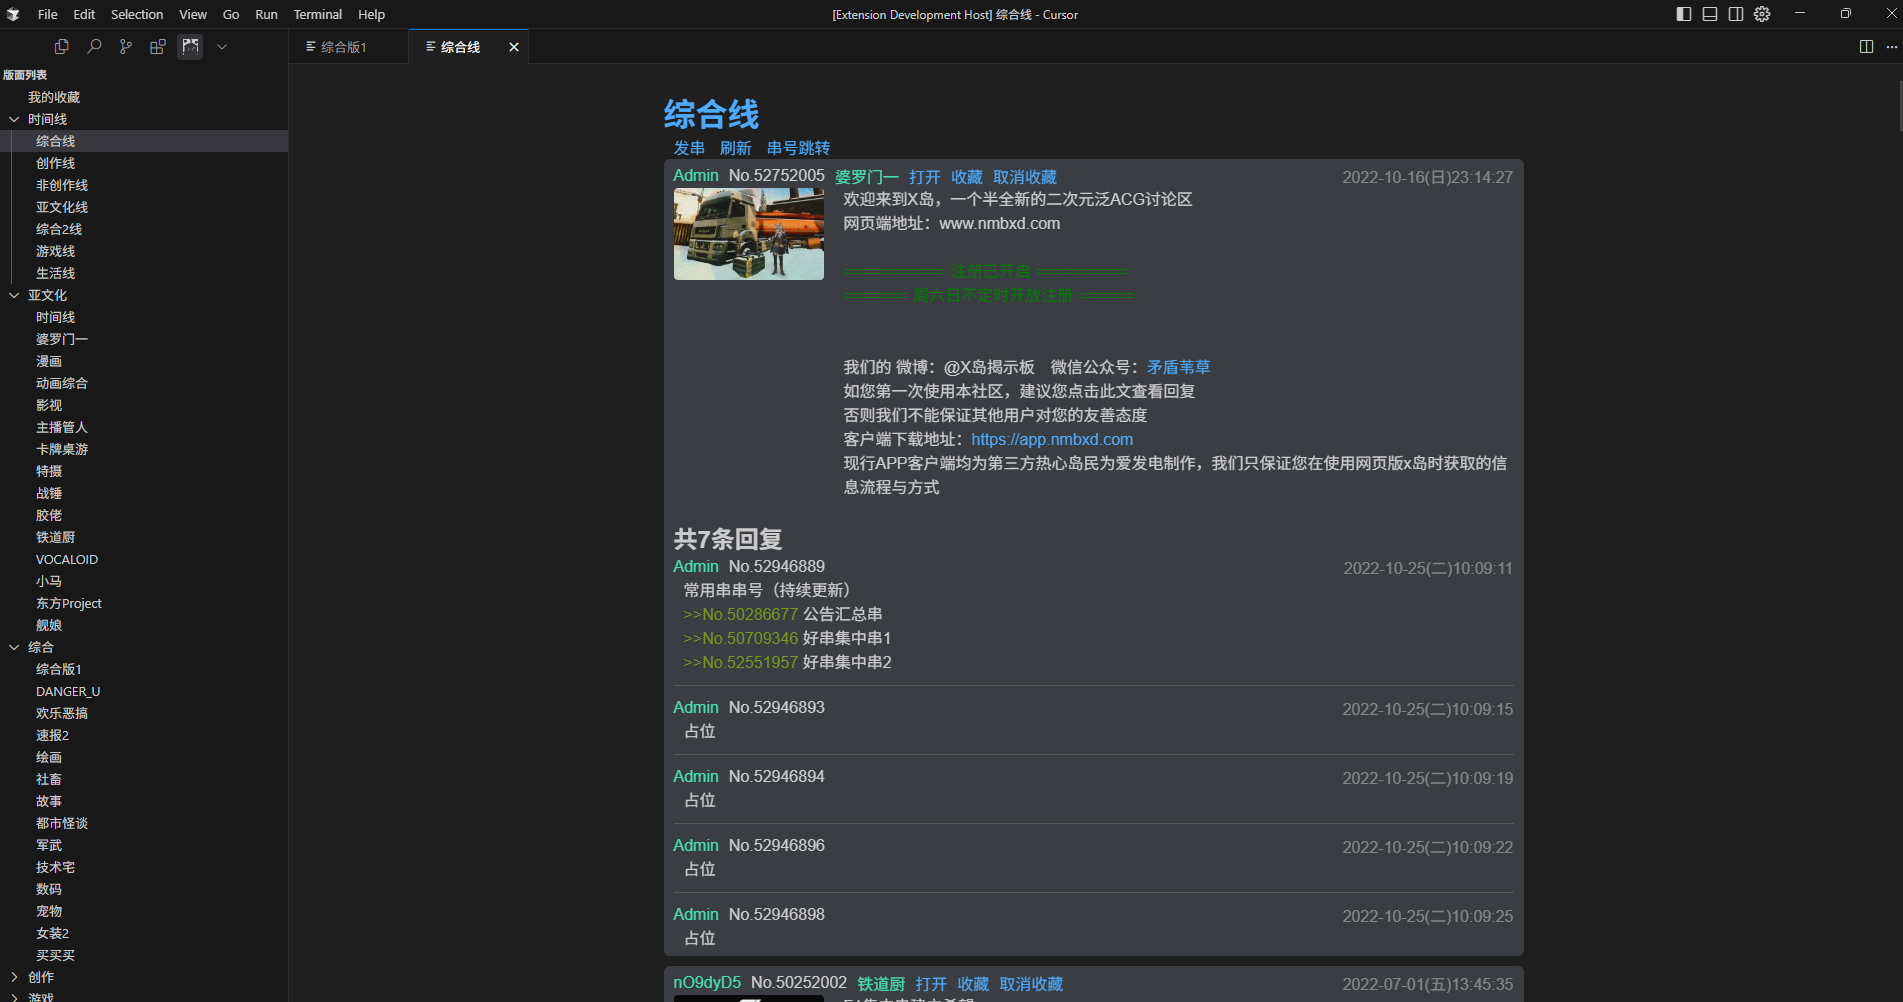 File Edit Selection View Go Run Terminal Help
[Extension Development Host] 综合线 - Cursor
综合版1
综合线
版面列表
我的收藏
时间线
综合线
创作线
非创作线
亚文化线
综合2线
游戏线
生活线
亚文化
时间线
婆罗门一
漫画
动画综合
影视
主播管人
卡牌桌游
特摄
战锤
胶佬
铁道厨
VOCALOID
小马
东方Project
舰娘
综合
综合版1
DANGER_U
欢乐恶搞
速报2
绘画
社畜
故事
都市怪谈
军武
技术宅
数码
宠物
女装2
买买买
创作
游戏
综合线
发串 刷新 串号跳转
Admin No.52752005 婆罗门一 打开 收藏 取消收藏 2022-10-16(日)23:14:27
欢迎来到X岛，一个半全新的二次元泛ACG讨论区
网页端地址：www.nmbxd.com
=========== 注册已开启 ==========
======= 周六日不定时开放注册 ======
我们的 微博：@X岛揭示板 微信公众号：矛盾苇草
如您第一次使用本社区，建议您点击此文查看回复
否则我们不能保证其他用户对您的友善态度
客户端下载地址：https://app.nmbxd.com
现行APP客户端均为第三方热心岛民为爱发电制作，我们只保证您在使用网页版x岛时获取的信
息流程与方式
共7条回复
Admin No.52946889 2022-10-25(二)10:09:11
常用串串号（持续更新）
>>No.50286677 公告汇总串
>>No.50709346 好串集中串1
>>No.52551957 好串集中串2
Admin No.52946893 2022-10-25(二)10:09:15
占位
Admin No.52946894 2022-10-25(二)10:09:19
占位
Admin No.52946896 2022-10-25(二)10:09:22
占位
Admin No.52946898 2022-10-25(二)10:09:25
占位
nO9dyD5 No.50252002 铁道厨 打开 收藏 取消收藏 2022-07-01(五)13:45:35